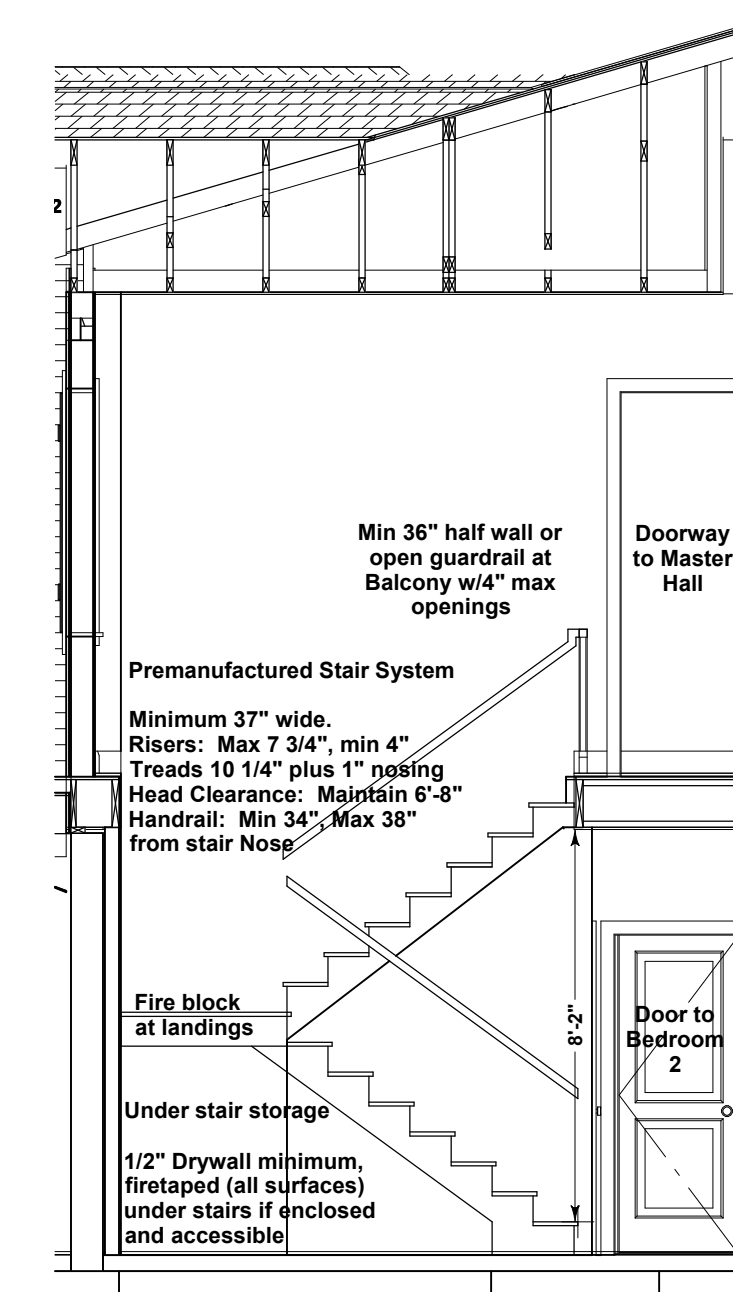 2
Min 36" half wall or
open guardrail at
Balcony w/4" max
openings
Doorway
to Master
Hall
Premanufactured Stair System
Minimum 37" wide.
Risers:  Max 7 3/4", min 4"
Treads 10 1/4" plus 1" nosing
Head Clearance:  Maintain 6'-8"
Handrail:  Min 34", Max 38"
from stair Nose
Fire block
at landings
8'-2"
Door to
Bedroom
2
Under stair storage
1/2" Drywall minimum,
firetaped (all surfaces)
under stairs if enclosed
and accessible